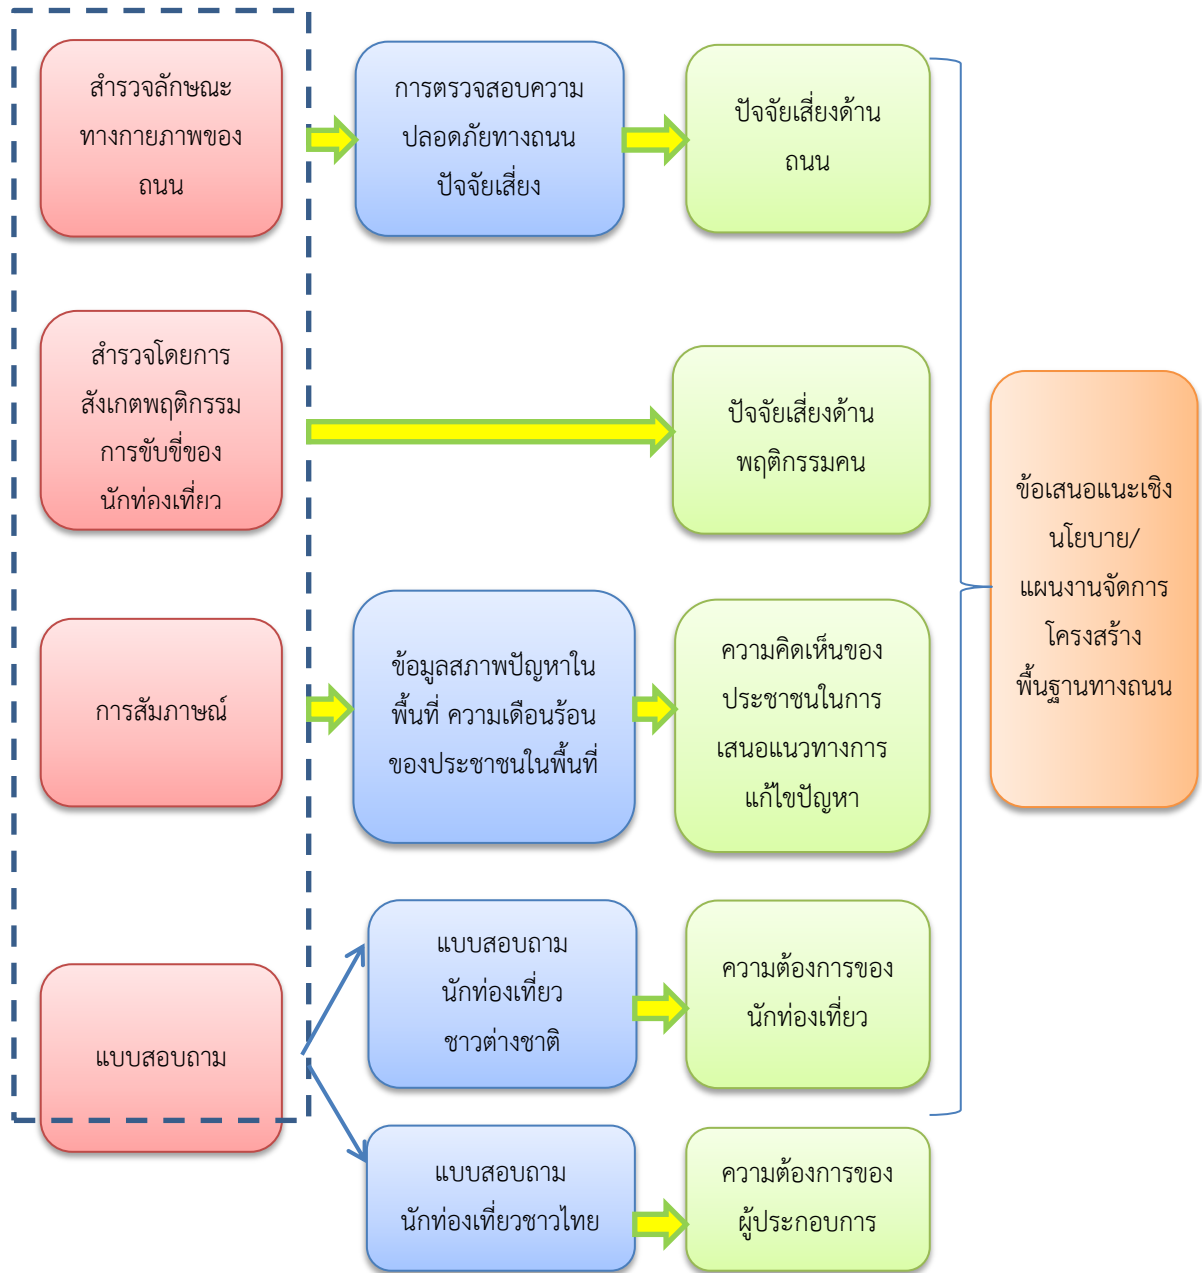 สำรวจลักษณะ
ทางกายภาพของ
ถนน
การตรวจสอบความ
ปลอดภัยทางถนน
ปัจจัยเสี่ยง
ปัจจัยเสี่ยงด้าน
ถนน
สำรวจโดยการ
สังเกตพฤติกรรม
การขับขี่ของ
นักท่องเที่ยว
ปัจจัยเสี่ยงด้าน
พฤติกรรมคน
การสัมภาษณ์
ข้อมูลสภาพปัญหาใน
พื้นที่ ความเดือนร้อน
ของประชาชนในพื้นที่
ความคิดเห็นของ
ประชาชนในการ
เสนอแนวทางการ
แก้ไขปัญหา
แบบสอบถาม
แบบสอบถาม
นักท่องเที่ยว
ชาวต่างชาติ
ความต้องการของ
นักท่องเที่ยว
แบบสอบถาม
นักท่องเที่ยวชาวไทย
ความต้องการของ
ผู้ประกอบการ
ข้อเสนอแนะเชิง
นโยบาย/
แผนงานจัดการ
โครงสร้าง
พื้นฐานทางถนน